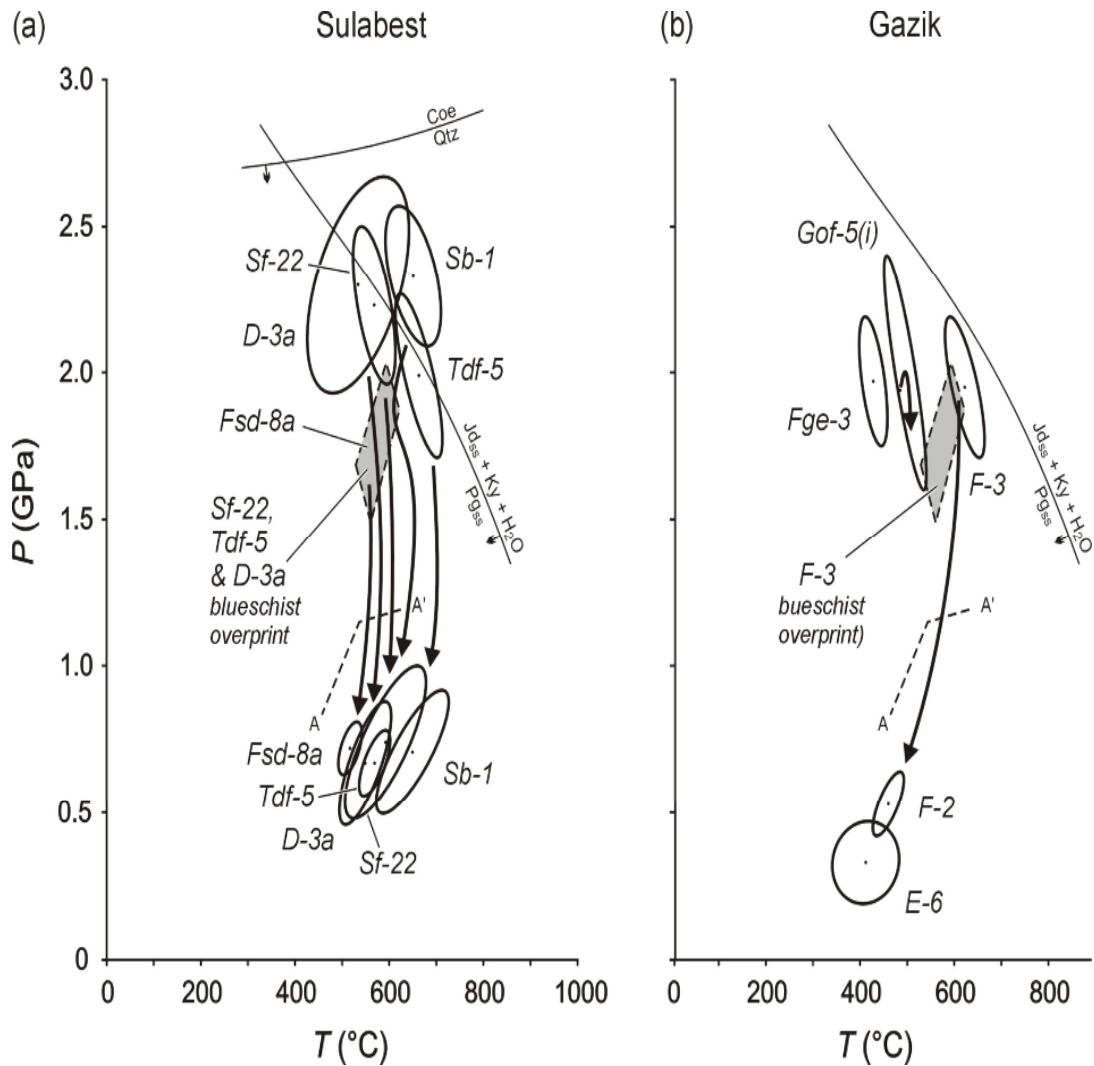 (a)
Sulabest
(b)
Gazik
3.0
2.5
2.0
1.5
1.0
0.5
0
P (GPa)
Coe
Qtz
Sf-22
Sb-1
D-3a
Tdf-5
Fsd-8a
Sf-22,
Tdf-5
& D-3a
blueschist
overprint
Jdss + Ky + H2O
Pgss
A
A'
Fsd-8a
Tdf-5
D-3a
Sf-22
Sb-1
0
200
400
600
800
1000
T (°C)
Gof-5(i)
Fge-3
F-3
Jdss + Ky + H2O
Pgss
F-3
bueschist
overprint)
A'
A
F-2
E-6
0
200
400
600
800
T (°C)